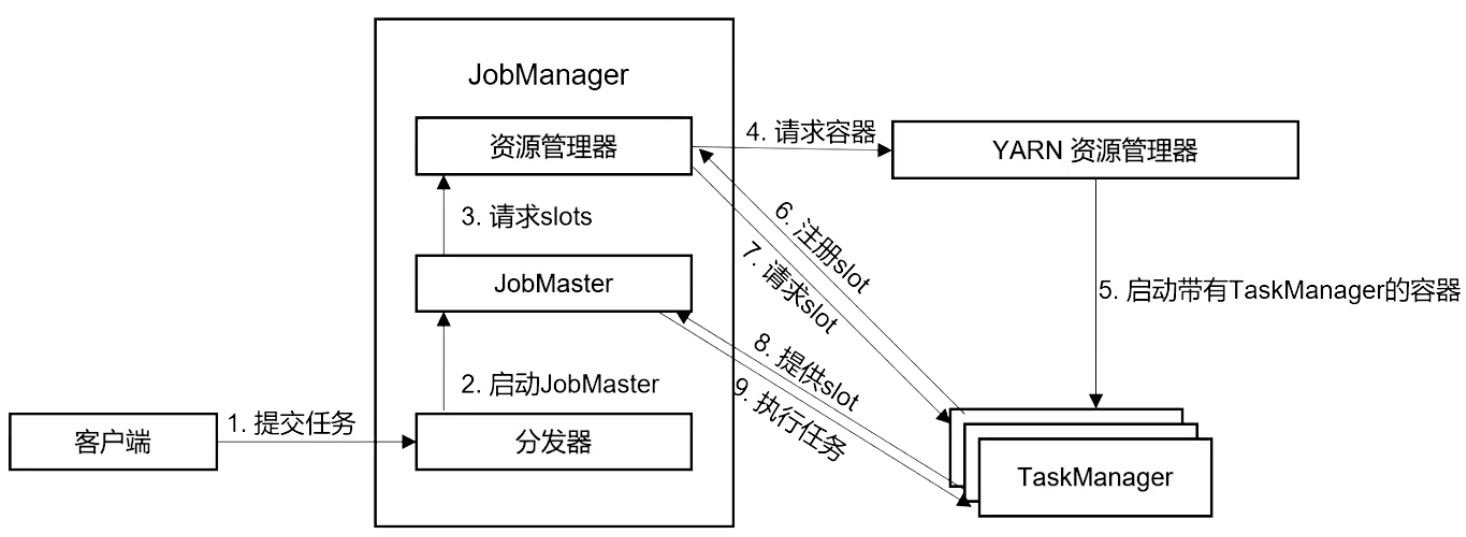 JobManager
资源管理器
4. 请求容器
YARN 资源管理器
3. 请求slots
6. 注册slot
7. 请求slot
JobMaster
5. 启动带有TaskManager的容器
8. 提供slot
9. 执行任务
2. 启动JobMaster
客户端
1. 提交任务
分发器
TaskManager